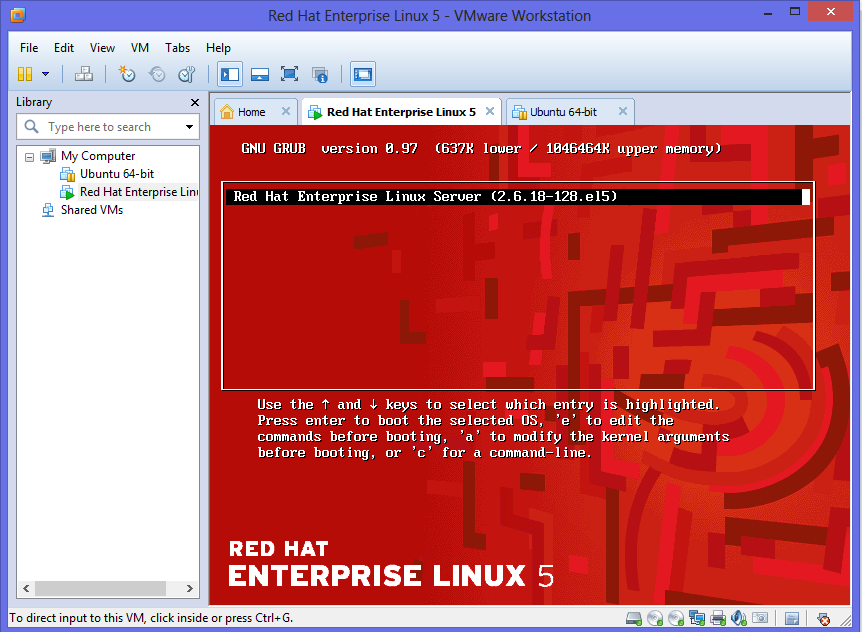 Red Hat Enterprise Linux 5 - VMware Workstation
File Edit View VM Tabs Help
Library
Type here to search
My Computer
Ubuntu 64-bit
Red Hat Enterprise Linu
Shared VMs
Home
Red Hat Enterprise Linux 5
Ubuntu 64-bit
GNU GRUB version 0.97 (637K lower / 1046464K upper memory)
Red Hat Enterprise Linux Server (2.6.18-128.el5)
Use the ↑ and ↓ keys to select which entry is highlighted.
Press enter to boot the selected OS, 'e' to edit the
commands before booting, 'a' to modify the kernel arguments
before booting, or 'c' for a command-line.
RED HAT
ENTERPRISE LINUX 5
To direct input to this VM, click inside or press Ctrl+G.